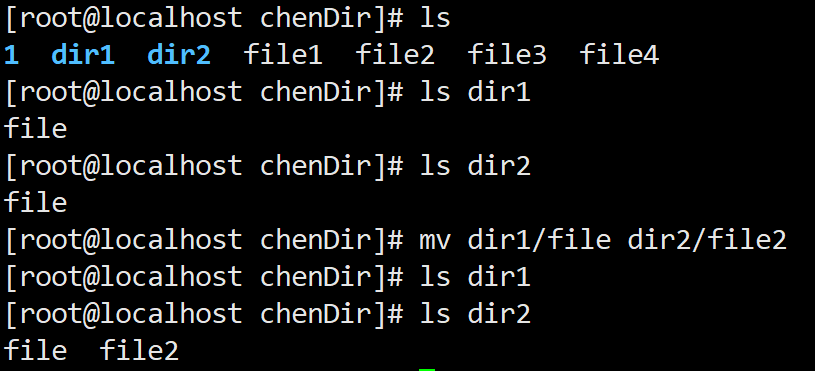 [root@localhost chenDir]# ls
1  dir1  dir2  file1  file2  file3  file4
[root@localhost chenDir]# ls dir1
file
[root@localhost chenDir]# ls dir2
file
[root@localhost chenDir]# mv dir1/file dir2/file2
[root@localhost chenDir]# ls dir1
[root@localhost chenDir]# ls dir2
file  file2